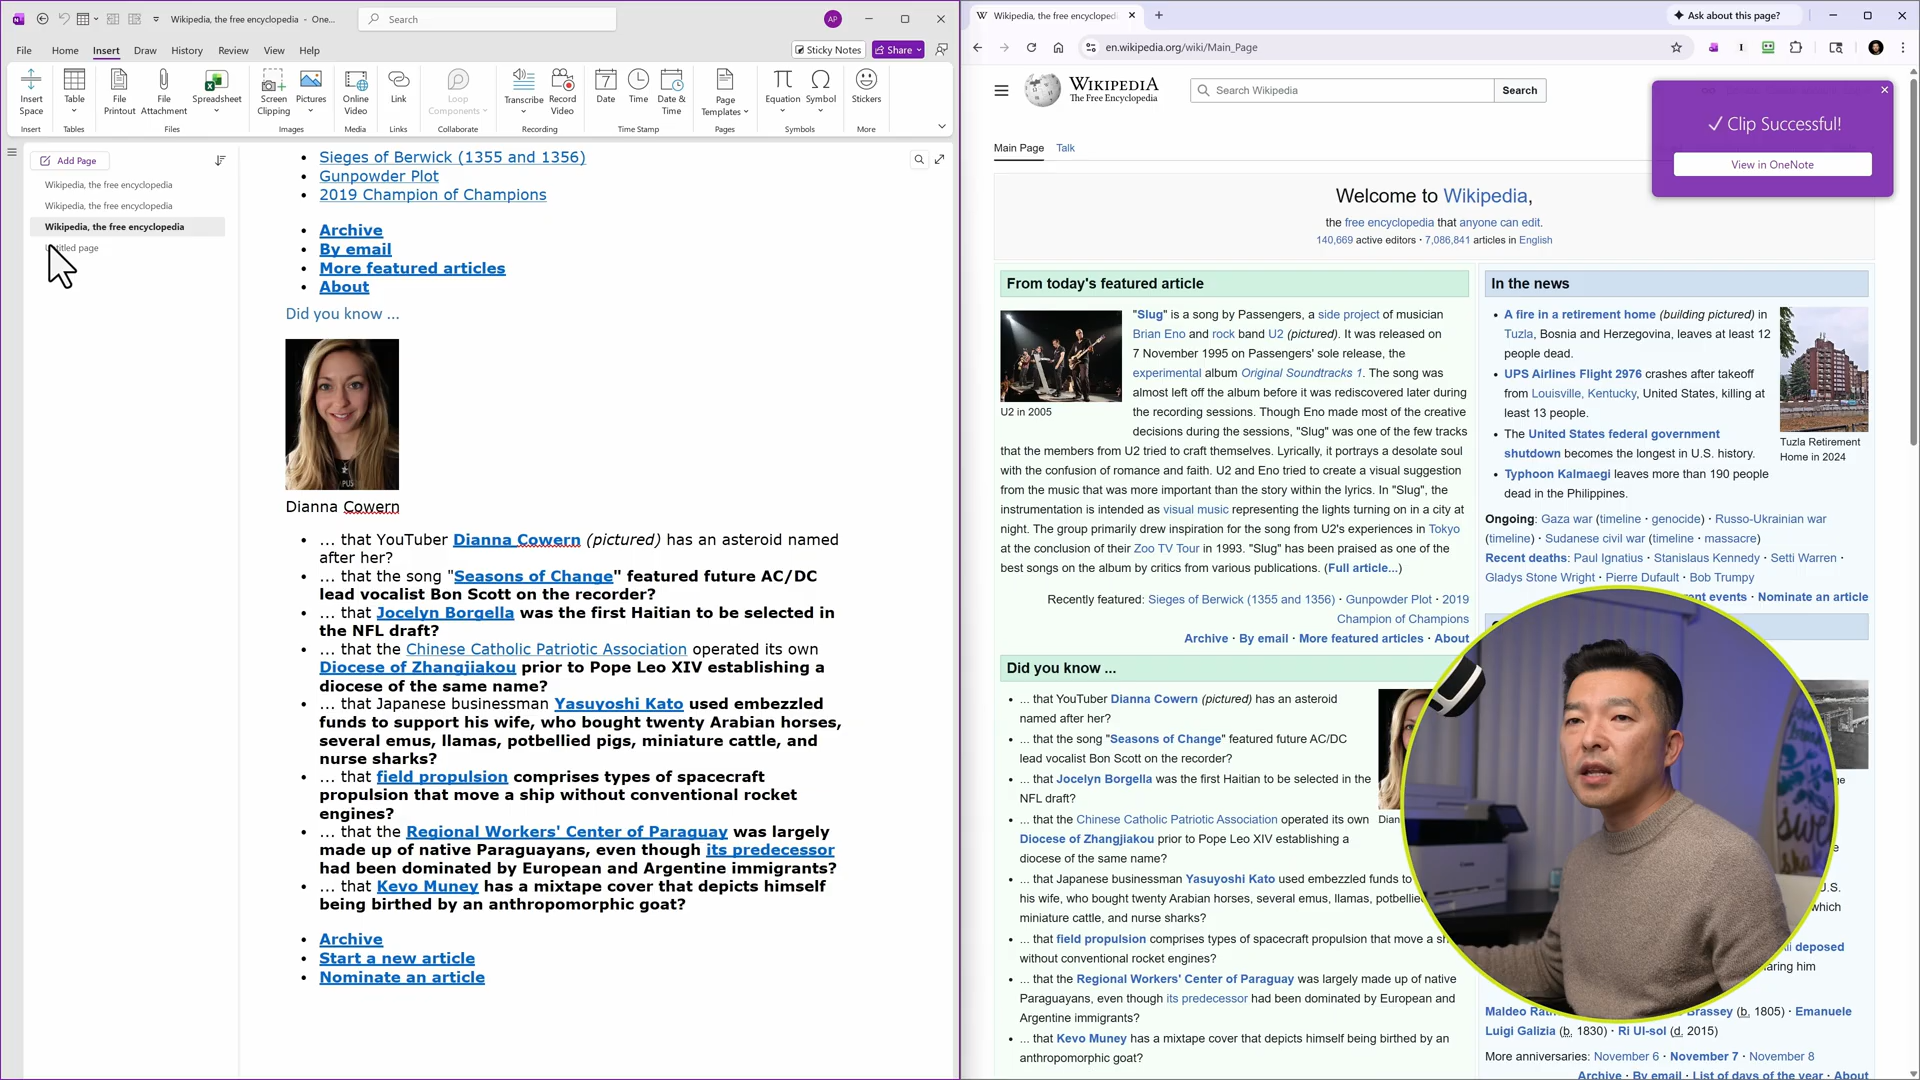 Wikipedia, the free encyclopedia - One...
Search
AP
File
Home
Insert
Draw
History
Review
View
Help
Sticky Notes
Share
Insert Space
Table
File Printout
File Attachment
Spreadsheet
Screen Clipping
Pictures
Online Video
Link
Loop Components
Transcribe
Record Video
Date
Time
Date & Time
Page Templates
Equation
Symbol
Stickers
Insert
Tables
Files
Images
Media
Links
Collaborate
Recording
Time Stamp
Pages
Symbols
More
Add Page
Wikipedia, the free encyclopedia
Wikipedia, the free encyclopedia
Wikipedia, the free encyclopedia
page
Sieges of Berwick (1355 and 1356)
Gunpowder Plot
2019 Champion of Champions
Archive
By email
More featured articles
About
Did you know ...
Dianna Cowern
... that YouTuber Dianna Cowern (pictured) has an asteroid named
after her?
... that the song "Seasons of Change" featured future AC/DC
lead vocalist Bon Scott on the recorder?
... that Jocelyn Borgella was the first Haitian to be selected in
the NFL draft?
... that the Chinese Catholic Patriotic Association operated its own
Diocese of Zhangjiakou prior to Pope Leo XIV establishing a
diocese of the same name?
... that Japanese businessman Yasuyoshi Kato used embezzled
funds to support his wife, who bought twenty Arabian horses,
several emus, llamas, potbellied pigs, miniature cattle, and
nurse sharks?
... that field propulsion comprises types of spacecraft
propulsion that move a ship without conventional rocket
engines?
... that the Regional Workers' Center of Paraguay was largely
made up of native Paraguayans, even though its predecessor
had been dominated by European and Argentine immigrants?
... that Kevo Muney has a mixtape cover that depicts himself
being birthed by an anthropomorphic goat?
Archive
Start a new article
Nominate an article
Wikipedia, the free encyclopedi
Ask about this page?
en.wikipedia.org/wiki/Main_Page
WIKIPEDIA
The Free Encyclopedia
Search Wikipedia
Search
Clip Successful!
View in OneNote
Main Page
Talk
Welcome to Wikipedia,
the free encyclopedia that anyone can edit.
140,669 active editors · 7,086,841 articles in English
From today's featured article
U2 in 2005
"Slug" is a song by Passengers, a side project of musician
Brian Eno and rock band U2 (pictured). It was released on
7 November 1995 on Passengers' sole release, the
experimental album Original Soundtracks 1. The song was
almost left off the album before it was rediscovered later during
the recording sessions. Though Eno made most of the creative
decisions during the sessions, "Slug" was one of the few tracks
that the members from U2 tried to craft themselves. Lyrically, it portrays a desolate soul
with the confusion of romance and faith. U2 and Eno tried to create a visual suggestion
from the music that was more important than the story within the lyrics. In "Slug", the
instrumentation is intended as visual music representing the lights turning on in a city at
night. The group primarily drew inspiration for the song from U2's experiences in Tokyo
at the conclusion of their Zoo TV Tour in 1993. "Slug" has been praised as one of the
best songs on the album by critics from various publications. (Full article...)
Recently featured: Sieges of Berwick (1355 and 1356) · Gunpowder Plot · 2019
Champion of Champions
Archive · By email · More featured articles · About
Did you know ...
... that YouTuber Dianna Cowern (pictured) has an asteroid
named after her?
... that the song "Seasons of Change" featured future AC/DC
lead vocalist Bon Scott on the recorder?
... that Jocelyn Borgella was the first Haitian to be selected in the
NFL draft?
... that the Chinese Catholic Patriotic Association operated its own
Diocese of Zhangjiakou prior to Pope Leo XIV establishing a
diocese of the same name?
... that Japanese businessman Yasuyoshi Kato used embezzled funds to
his wife, who bought twenty Arabian horses, several emus, llamas, potbellie
miniature cattle, and nurse sharks?
... that field propulsion comprises types of spacecraft propulsion that move a sh
without conventional rocket engines?
... that the Regional Workers' Center of Paraguay was largely made up of native
Paraguayans, even though its predecessor had been dominated by European and
Argentine immigrants?
... that Kevo Muney has a mixtape cover that depicts himself being birthed by an
anthropomorphic goat?
Dian
In the news
A fire in a retirement home (building pictured) in
Tuzla, Bosnia and Herzegovina, leaves at least 12
people dead.
UPS Airlines Flight 2976 crashes after takeoff
from Louisville, Kentucky, United States, killing at
least 13 people.
The United States federal government
shutdown becomes the longest in U.S. history.
Typhoon Kalmaegi leaves more than 190 people
dead in the Philippines.
Tuzla Retirement
Home in 2024
Ongoing: Gaza war (timeline · genocide) · Russo-Ukrainian war
(timeline) · Sudanese civil war (timeline · massacre)
Recent deaths: Paul Ignatius · Stanislaus Kennedy · Setti Warren ·
Gladys Stone Wright · Pierre Dufault · Bob Trumpy
rent events · Nominate an article
ge
U.S.
which
deposed
laring him
Maldeo Ra
Brassey (b. 1805) · Emanuele
Luigi Galizia (b. 1830) · Ri Ul-sol (d. 2015)
More anniversaries: November 6 · November 7 · November 8
Archive · By email · List of days of the year · About